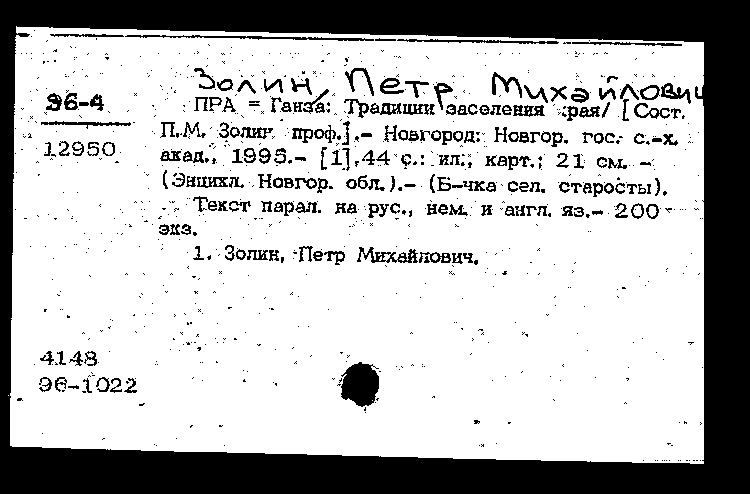 Золин, Петр Михайлович
96-4
12950
ПРА = Ганза: Традиции заселения края/ [Сост.
П.М. Золин проф.].- Новгород: Новгор. гос. с.-х.
акад., 1995.- [1],44 с.: ил., карт.; 21 см. -
(Энцикл. Новгор. обл.).- (Б-чка сел. старосты).
Текст парал. на рус., нем. и англ. яз.- 200
экз.
1. Золин, Петр Михайлович.
4148
96-1022